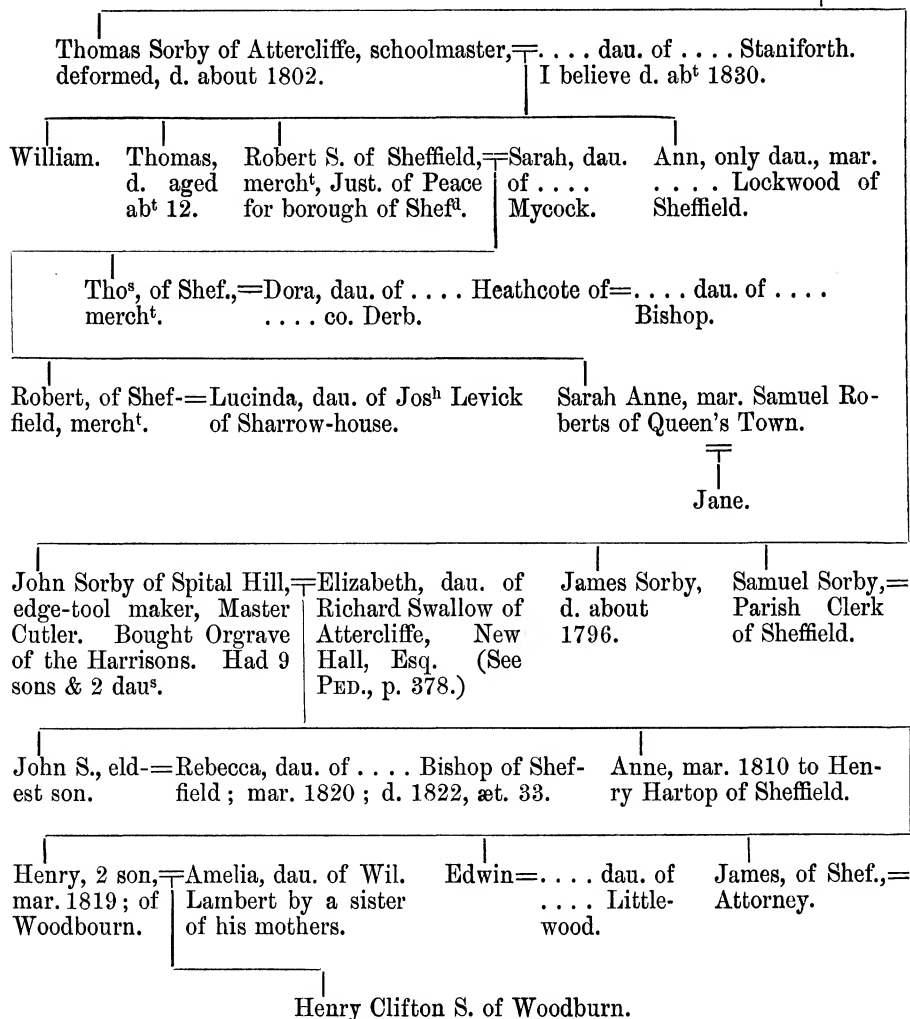 Thomas Sorby of Attercliffe, schoolmaster,
deformed, d. about 1802.
. . . . dau. of . . . . Staniforth.
I believe d. abᵗ 1830.
William.
Thomas,
d. aged
abᵗ 12.
Robert S. of Sheffield,
merchᵗ, Just. of Peace
for borough of Shefᵈ.
Sarah, dau.
of . . . .
Mycock.
Ann, only dau., mar.
. . . . Lockwood of
Sheffield.
Thoˢ, of Shef.,
merchᵗ.
=Dora, dau. of . . . . Heathcote of
. . . . co. Derb.
=. . . . dau. of . . . .
Bishop.
Robert, of Shef-
field, merchᵗ.
=Lucinda, dau. of Josʰ Levick
of Sharrow-house.
Sarah Anne, mar. Samuel Ro-
berts of Queen's Town.
Jane.
John Sorby of Spital Hill,
edge-tool maker, Master
Cutler. Bought Orgrave
of the Harrisons. Had 9
sons & 2 dauˢ.
Elizabeth, dau. of
Richard Swallow of
Attercliffe, New
Hall, Esq. (See
PED., p. 378.)
James Sorby,
d. about
1796.
Samuel Sorby,=
Parish Clerk
of Sheffield.
John S., eld-
est son.
=Rebecca, dau. of . . . . Bishop of Shef-
field ; mar. 1820 ; d. 1822, æt. 33.
Anne, mar. 1810 to Hen-
ry Hartop of Sheffield.
Henry, 2 son,
mar. 1819 ; of
Woodbourn.
Amelia, dau. of Wil.
Lambert by a sister
of his mothers.
Edwin=. . . . dau. of
. . . . Little-
wood.
James, of Shef.,=
Attorney.
Henry Clifton S. of Woodburn.